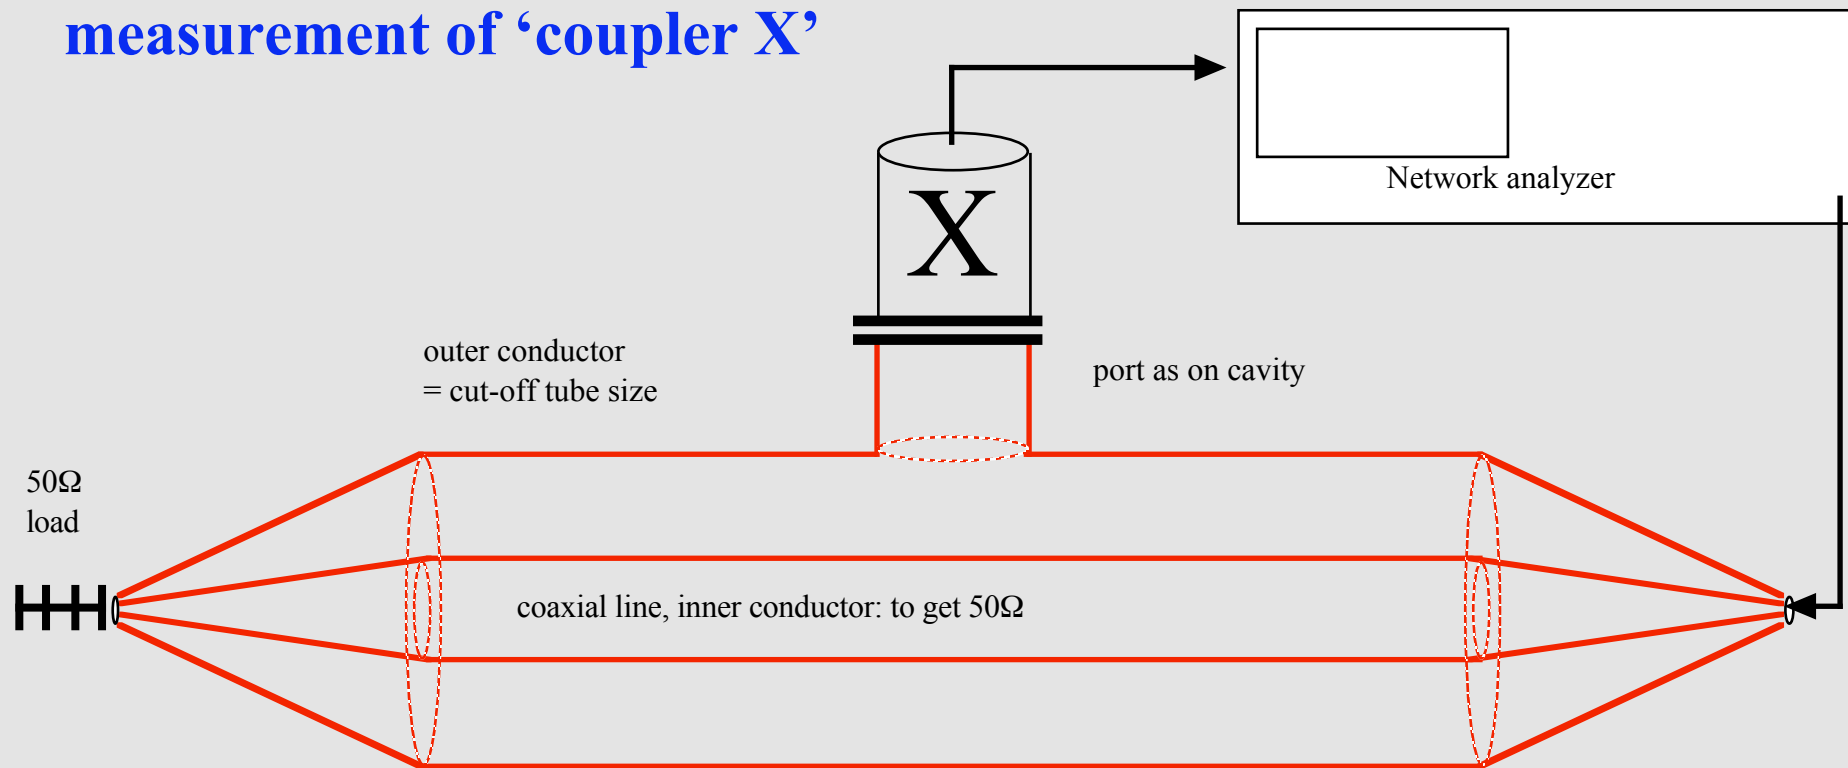 measurement of ‘coupler X’
X
Network analyzer
outer conductor
= cut-off tube size
port as on cavity
50Ω
load
coaxial line, inner conductor: to get 50Ω